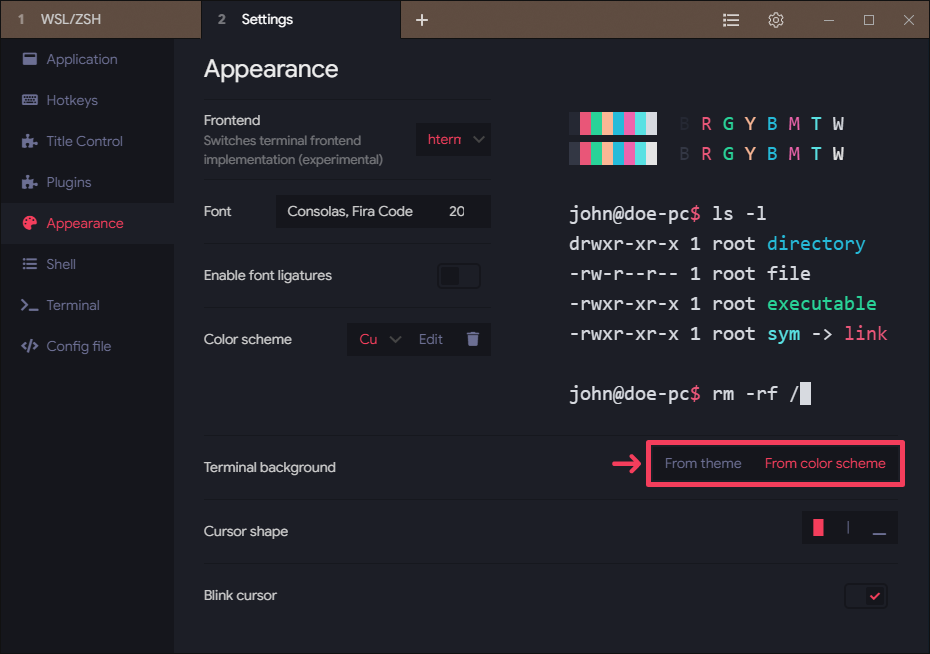 1 WSL/ZSH
2 Settings
Application
Hotkeys
Title Control
Plugins
Appearance
Shell
Terminal
Config file
Appearance
Frontend
Switches terminal frontend
implementation (experimental)
hterm
Font
Consolas, Fira Code 20
Enable font ligatures
Color scheme
Cu
Edit
B R G Y B M T W
B R G Y B M T W
john@doe-pc$ ls -l
drwxr-xr-x 1 root directory
-rw-r--r-- 1 root file
-rwxr-xr-x 1 root executable
-rwxr-xr-x 1 root sym -> link
john@doe-pc$ rm -rf /
Terminal background
From theme
From color scheme
Cursor shape
Blink cursor